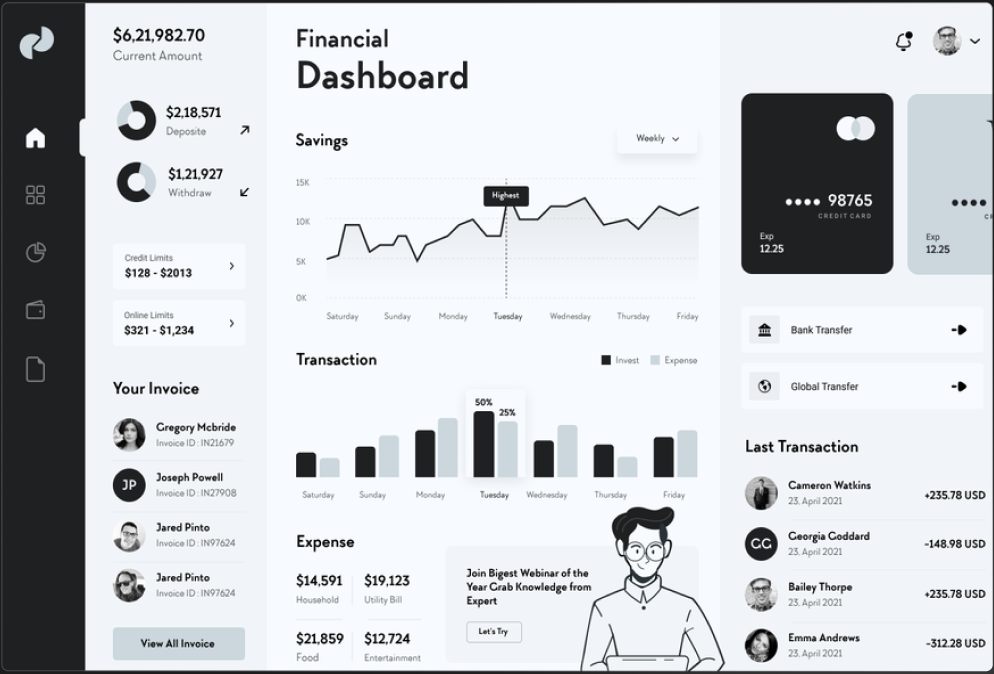 $6,21,982.70
Current Amount
$2,18,571
Deposite
$1,21,927
Withdraw
Credit Limits
$128 - $2013
Online Limits
$321 - $1,234
Your Invoice
Gregory Mcbride
Invoice ID : IN21679
JP
Joseph Powell
Invoice ID : IN27908
Jared Pinto
Invoice ID : IN97624
Jared Pinto
Invoice ID : IN97624
View All Invoice
Financial
Dashboard
Savings
Weekly
15K
Highest
10K
5K
0K
Saturday Sunday Monday Tuesday Wednesday Thursday Friday
Transaction
Invest Expense
50%
25%
Saturday Sunday Monday Tuesday Wednesday Thursday Friday
Expense
$14,591 $19,123
Household Utility Bill
$21,859 $12,724
Food Entertainment
Join Bigest Webinar of the
Year Grab Knowledge from
Expert
Let's Try
•••• 98765
CREDIT CARD
Exp
12.25
••••
Exp
12.25
Bank Transfer
Global Transfer
Last Transaction
Cameron Watkins
23. April 2021
+235.78 USD
GG
Georgia Goddard
23. April 2021
-148.98 USD
Bailey Thorpe
23. April 2021
+235.78 USD
Emma Andrews
23. April 2021
-312.28 USD